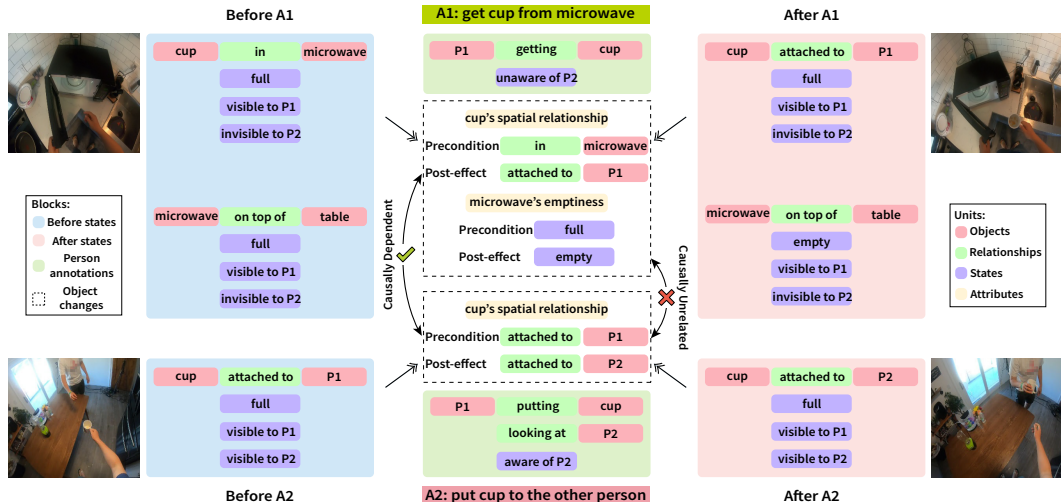 Before A1
A1: get cup from microwave
After A1
cup in microwave
full
visible to P1
invisible to P2
microwave on top of table
full
visible to P1
invisible to P2
P1 getting cup
unaware of P2
cup's spatial relationship
Precondition in microwave
Post-effect attached to P1
microwave's emptiness
Precondition full
Post-effect empty
cup attached to P1
full
visible to P1
invisible to P2
microwave on top of table
empty
visible to P1
invisible to P2
Blocks:
Before states
After states
Person
annotations
Object
changes
Causally Dependent
Causally Unrelated
Units:
Objects
Relationships
States
Attributes
cup's spatial relationship
Precondition attached to P1
Post-effect attached to P2
cup attached to P1
full
visible to P1
visible to P2
P1 putting cup
looking at P2
aware of P2
cup attached to P2
full
visible to P1
visible to P2
Before A2
A2: put cup to the other person
After A2